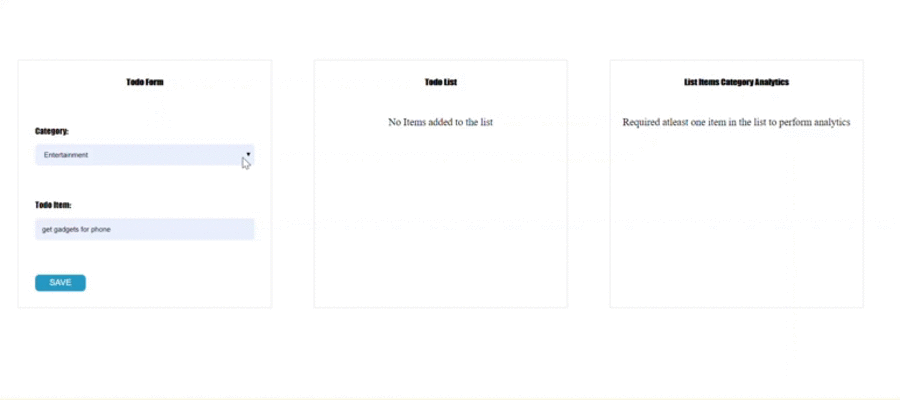 Todo Form
Category:
Entertainment
Todo Item:
get gadgets for phone
SAVE
Todo List
No Items added to the list
List Items Category Analytics
Required atleast one item in the list to perform analytics